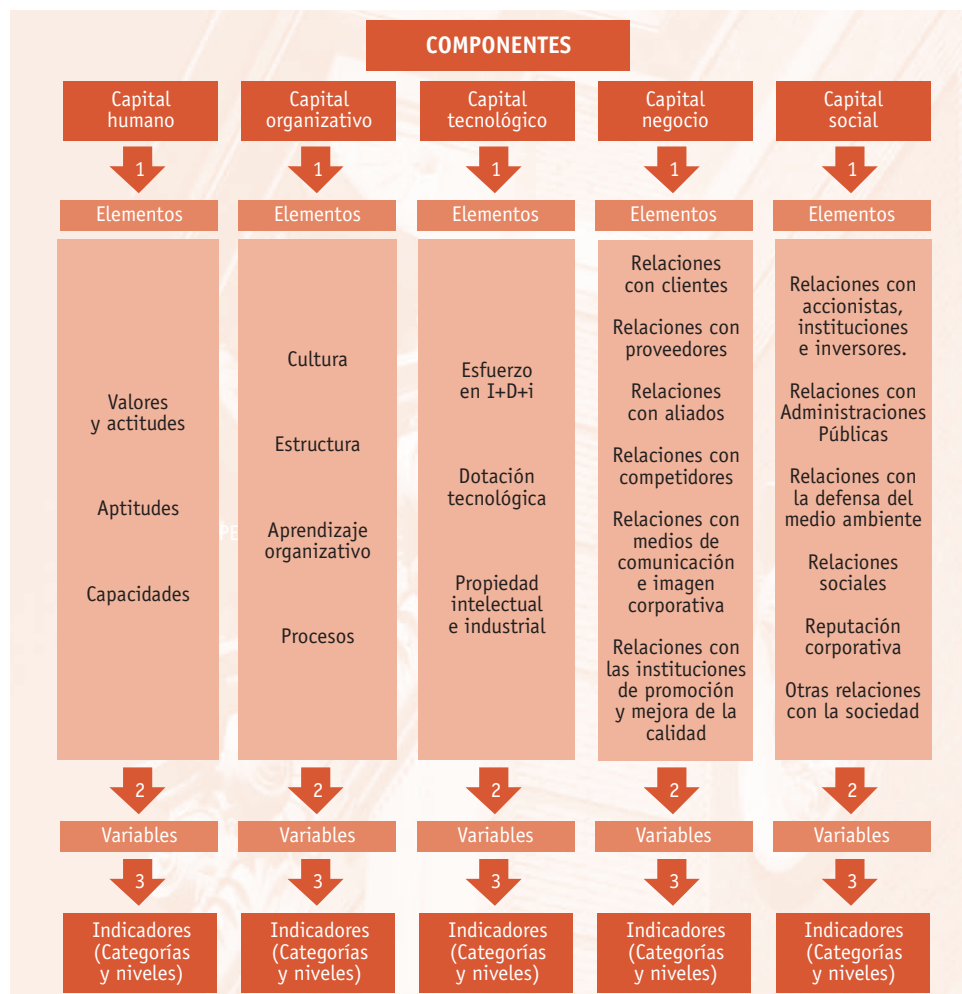 COMPONENTES
Capital
humano
Capital
organizativo
Capital
tecnológico
Capital
negocio
Capital
social
1
1
1
1
1
Elementos
Elementos
Elementos
Elementos
Elementos
Valores
y actitudes
Aptitudes
Capacidades
Cultura
Estructura
Aprendizaje
organizativo
Procesos
Esfuerzo
en I+D+i
Dotación
tecnológica
Propiedad
intelectual
e industrial
Relaciones
con clientes
Relaciones con
proveedores
Relaciones
con aliados
Relaciones con
competidores
Relaciones con
medios de
comunicación
e imagen
corporativa
Relaciones con
las instituciones
de promoción
y mejora de la
calidad
Relaciones con
accionistas,
instituciones
e inversores.
Relaciones con
Administraciones
Públicas
Relaciones con
la defensa del
medio ambiente
Relaciones
sociales
Reputación
corporativa
Otras relaciones
con la sociedad
2
2
2
2
2
Variables
Variables
Variables
Variables
Variables
3
3
3
3
3
Indicadores
(Categorías
y niveles)
Indicadores
(Categorías
y niveles)
Indicadores
(Categorías
y niveles)
Indicadores
(Categorías
y niveles)
Indicadores
(Categorías
y niveles)